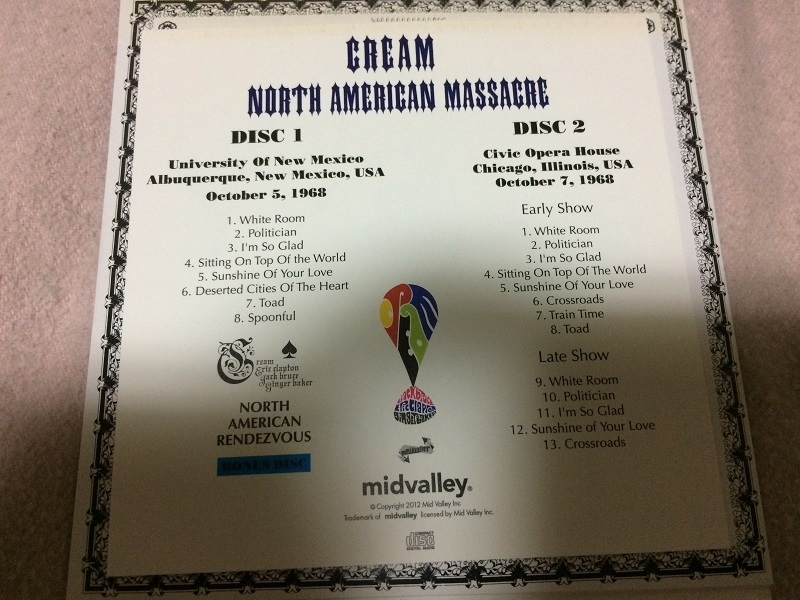 CREAM
NORTH AMERICAN MASSACRE
DISC 1
University Of New Mexico
Albuquerque, New Mexico, USA
October 5, 1968
1. White Room
2. Politician
3. I'm So Glad
4. Sitting On Top Of the World
5. Sunshine Of Your Love
6. Deserted Cities Of The Heart
7. Toad
8. Spoonful
Cream
Eric clapton
Jack bruce
Ginger baker
NORTH
AMERICAN
RENDEZVOUS
BONUS DISC
DISC 2
Civic Opera House
Chicago, Illinois, USA
October 7, 1968
Early Show
1. White Room
2. Politician
3. I'm So Glad
4. Sitting On Top Of The World
5. Sunshine Of Your Love
6. Crossroads
7. Train Time
8. Toad
Late Show
9. White Room
10. Politician
11. I'm So Glad
12. Sunshine of Your Love
13. Crossroads
midvalley®
© Copyright 2012 Mid Valley Inc
Trademark of midvalley licensed by Mid Valley Inc.
COMPACT
disc
DIGITAL AUDIO